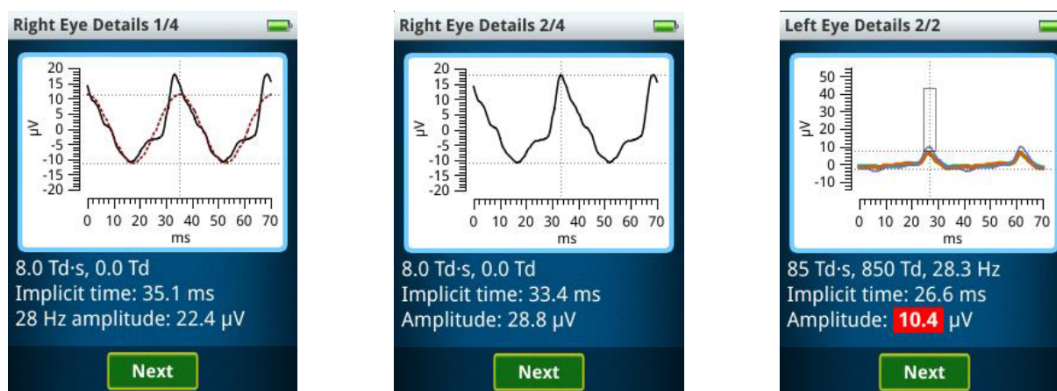 Right Eye Details 1/4
20
15
10
5
0
-5
-10
-15
-20
µV
0 10 20 30 40 50 60 70
ms
8.0 Td·s, 0.0 Td
Implicit time: 35.1 ms
28 Hz amplitude: 22.4 µV
Next
Right Eye Details 2/4
20
15
10
5
0
-5
-10
-15
-20
µV
0 10 20 30 40 50 60 70
ms
8.0 Td·s, 0.0 Td
Implicit time: 33.4 ms
Amplitude: 28.8 µV
Next
Left Eye Details 2/2
50
40
30
20
10
0
-10
µV
0 10 20 30 40 50 60 70
ms
85 Td·s, 850 Td, 28.3 Hz
Implicit time: 26.6 ms
Amplitude: 10.4 µV
Next